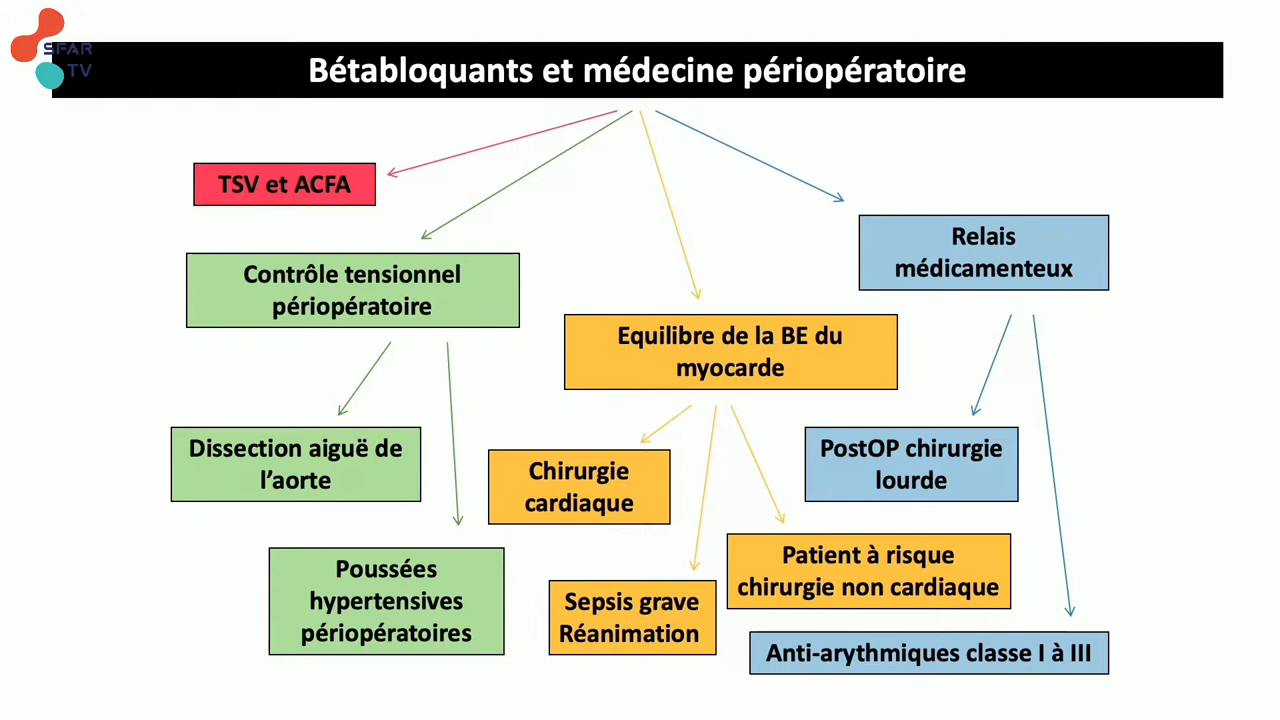 SFAR
TV
Bétabloquants et médecine périopératoire
TSV et ACFA
Contrôle tensionnel
périopératoire
Dissection aiguë de
l’aorte
Poussées
hypertensives
périopératoires
Equilibre de la BE du
myocarde
Chirurgie
cardiaque
Sepsis grave
Réanimation
Patient à risque
chirurgie non cardiaque
Relais
médicamenteux
PostOP chirurgie
lourde
Anti-arythmiques classe I à III